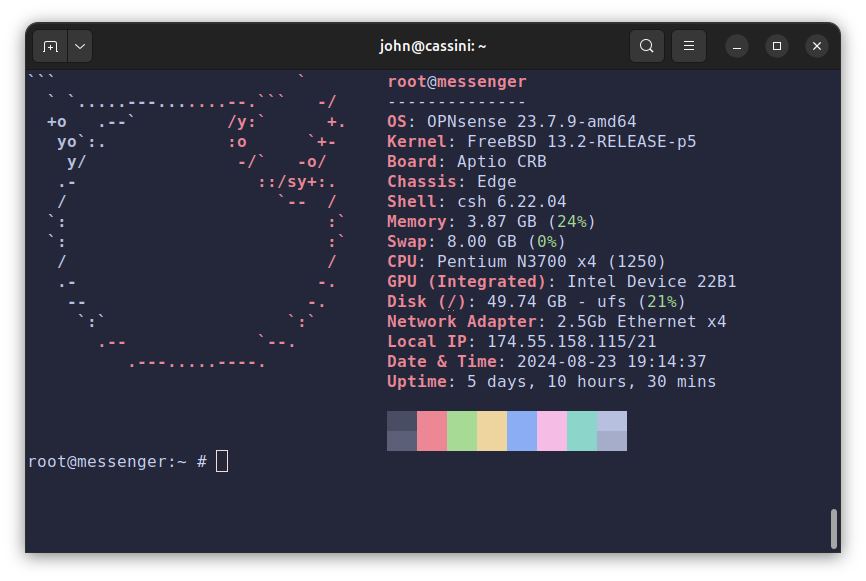 john@cassini: ~
```                        `
  ` `.....---.......--.```   -/
  +o   .--`         /y:`      +.
   yo`:.            :o      `+-
    y/               -/`   -o/
   .-                  ::/sy+:.
   /                     `--  /
  `:                          :`
  `:                          :`
   /                          /
   .-                        -.
    --                      -.
     `:`                  `:`
       .--             `--.
          .---.....----.
root@messenger
--------------
OS: OPNsense 23.7.9-amd64
Kernel: FreeBSD 13.2-RELEASE-p5
Board: Aptio CRB
Chassis: Edge
Shell: csh 6.22.04
Memory: 3.87 GB (24%)
Swap: 8.00 GB (0%)
CPU: Pentium N3700 x4 (1250)
GPU (Integrated): Intel Device 22B1
Disk (/): 49.74 GB - ufs (21%)
Network Adapter: 2.5Gb Ethernet x4
Local IP: 174.55.158.115/21
Date & Time: 2024-08-23 19:14:37
Uptime: 5 days, 10 hours, 30 mins
root@messenger:~ #